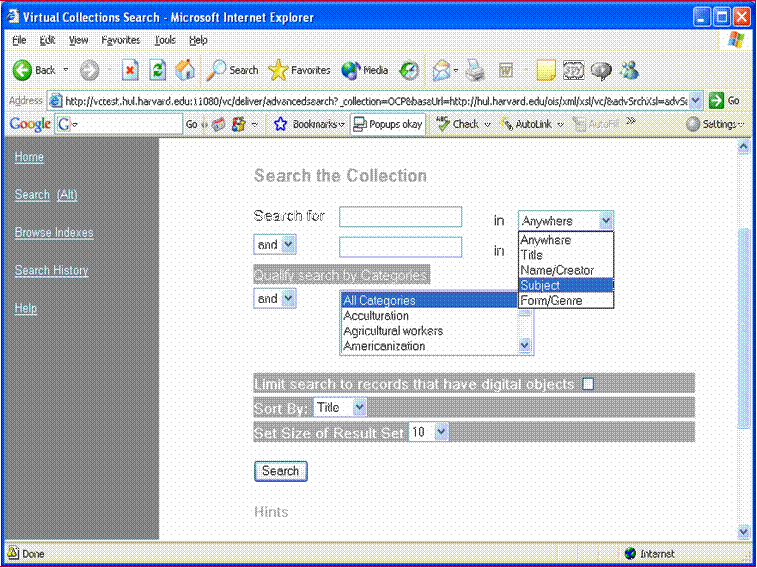 Virtual Collections Search - Microsoft Internet Explorer
File Edit View Favorites Tools Help
Back Search Favorites Media
Address http://vctest.hul.harvard.edu:11080/vc/deliver/advancedsearch?_collection=OCP&baseUrl=http://hul.harvard.edu/ois/xml/xsl/vc/&advSrchXsl=advSe Go
Google G Go Bookmarks Popups okay ABC Check AutoLink AutoFill Settings
Home
Search (Alt)
Browse Indexes
Search History
Help
Search the Collection
Search for in Anywhere
and in
Anywhere
Title
Name/Creator
Subject
Form/Genre
Qualify search by Categories
and All Categories
Acculturation
Agricultural workers
Americanization
Limit search to records that have digital objects
Sort By: Title
Set Size of Result Set 10
Search
Hints
Done Internet